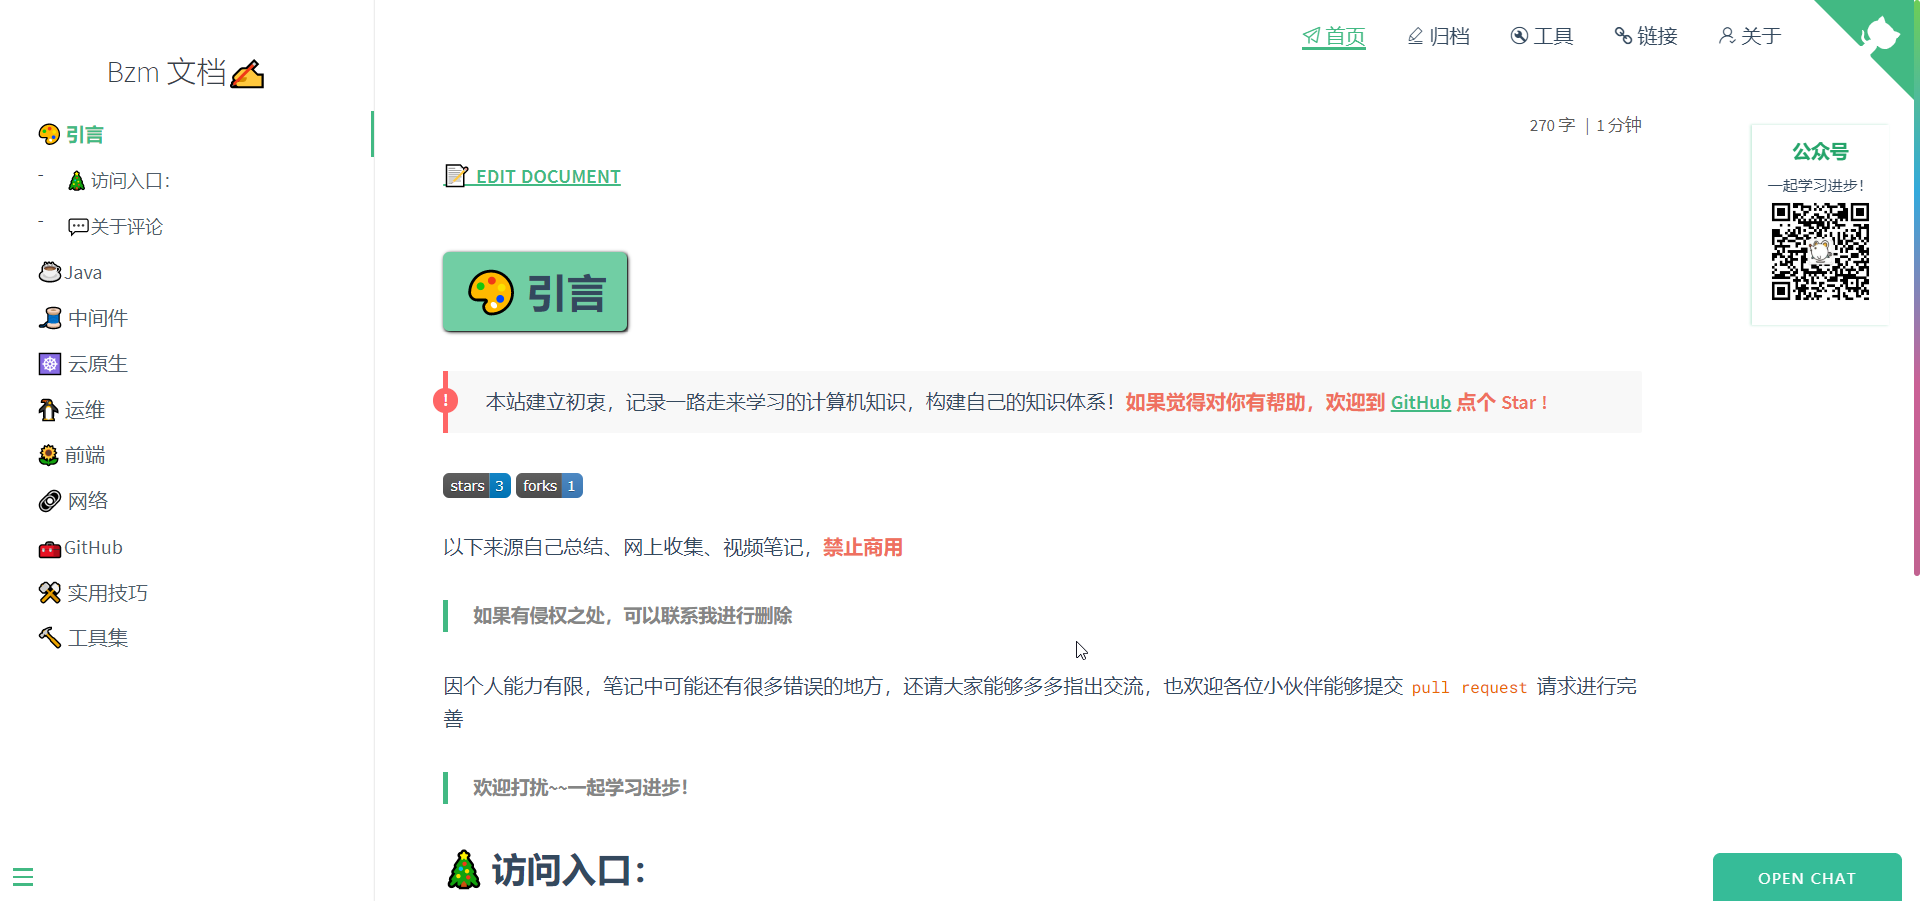 Bzm 文档
引言
- 访问入口：
- 关于评论
Java
中间件
云原生
运维
前端
网络
GitHub
实用技巧
工具集
首页 归档 工具 链接 关于
270 字 | 1 分钟
EDIT DOCUMENT
引言
! 本站建立初衷，记录一路走来学习的计算机知识，构建自己的知识体系！如果觉得对你有帮助，欢迎到 GitHub 点个 Star !
stars 3 forks 1
以下来源自己总结、网上收集、视频笔记，禁止商用
如果有侵权之处，可以联系我进行删除
因个人能力有限，笔记中可能还有很多错误的地方，还请大家能够多多指出交流，也欢迎各位小伙伴能够提交 pull request 请求进行完
善
欢迎打扰~~一起学习进步！
访问入口：
公众号
一起学习进步！
OPEN CHAT